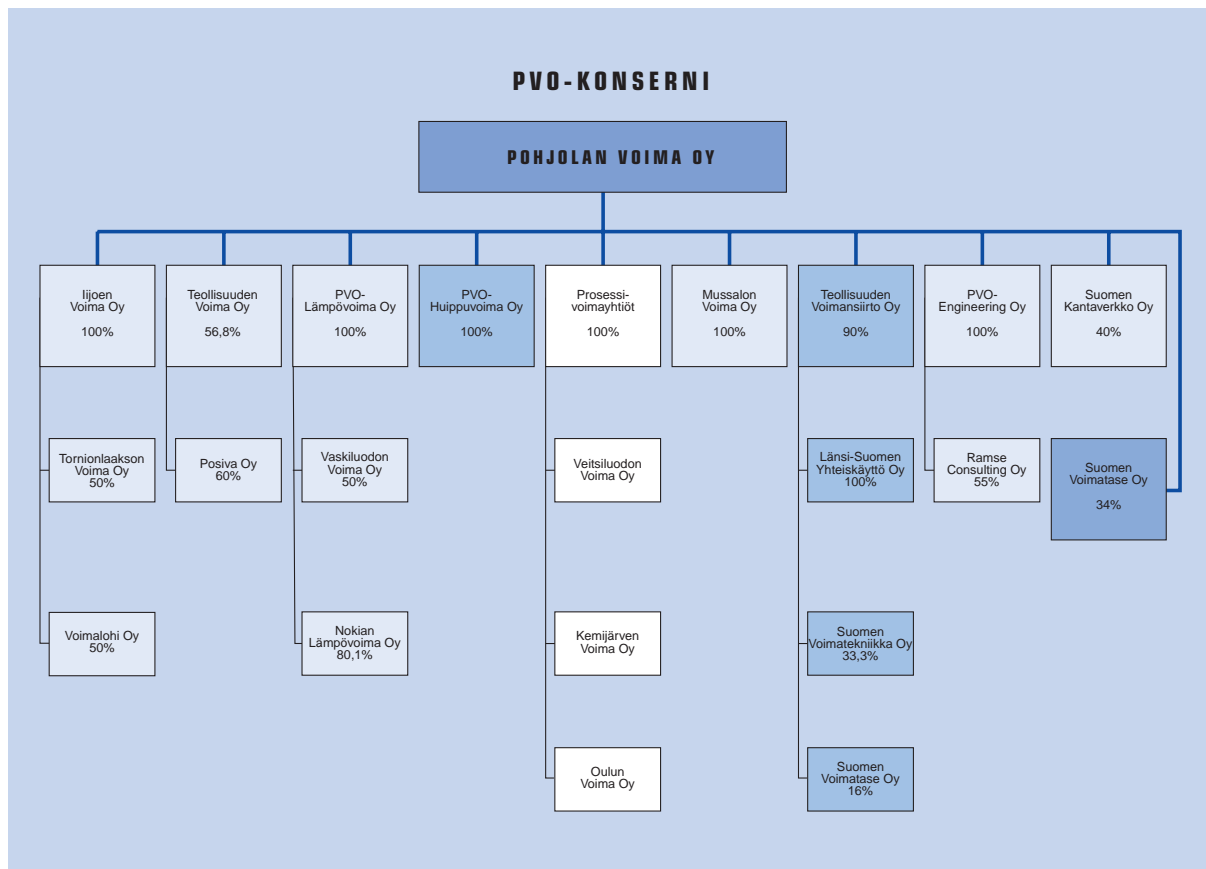 PVO-KONSERNI
POHJOLAN VOIMA OY
Iijoen
Voima Oy
100%
Teollisuuden
Voima Oy
56,8%
PVO-
Lämpövoima Oy
100%
PVO-
Huippuvoima Oy
100%
Prosessi-
voimayhtiöt
100%
Mussalon
Voima Oy
100%
Teollisuuden
Voimansiirto Oy
90%
PVO-
Engineering Oy
100%
Suomen
Kantaverkko Oy
40%
Tornionlaakson
Voima Oy
50%
Posiva Oy
60%
Vaskiluodon
Voima Oy
50%
Veitsiluodon
Voima Oy
Länsi-Suomen
Yhteiskäyttö Oy
100%
Ramse
Consulting Oy
55%
Suomen
Voimatase Oy
34%
Voimalohi Oy
50%
Nokian
Lämpövoima Oy
80,1%
Kemijärven
Voima Oy
Suomen
Voimatekniikka Oy
33,3%
Oulun
Voima Oy
Suomen
Voimatase Oy
16%